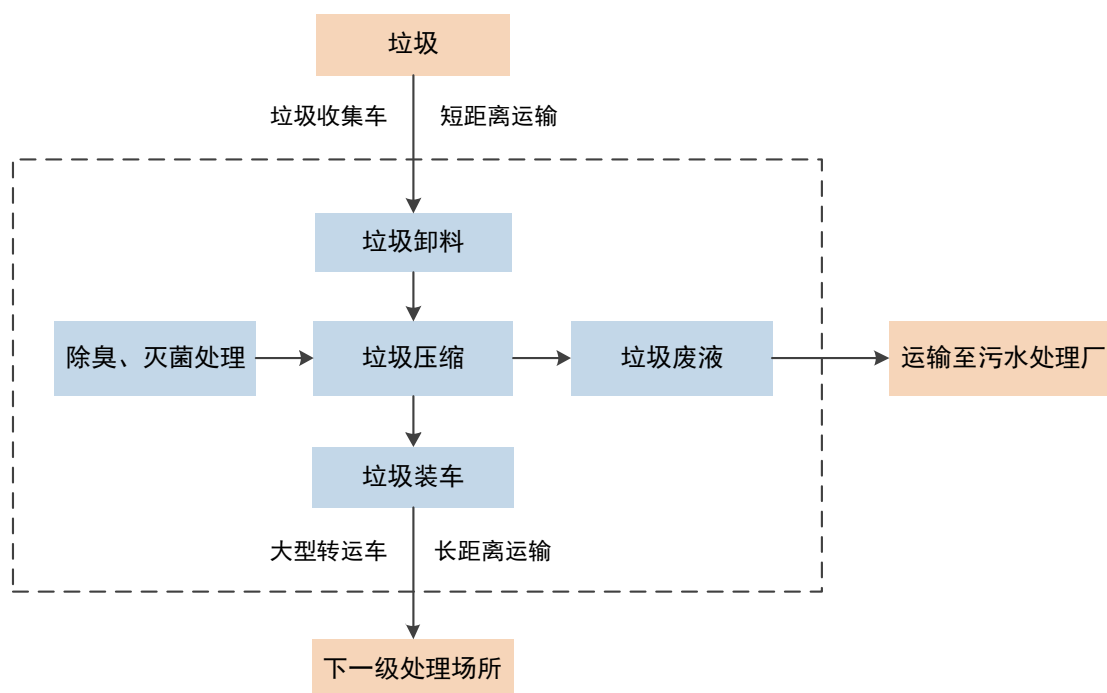 垃圾
垃圾收集车
短距离运输
垃圾卸料
除臭、灭菌处理
垃圾压缩
垃圾废液
运输至污水处理厂
垃圾装车
大型转运车
长距离运输
下一级处理场所